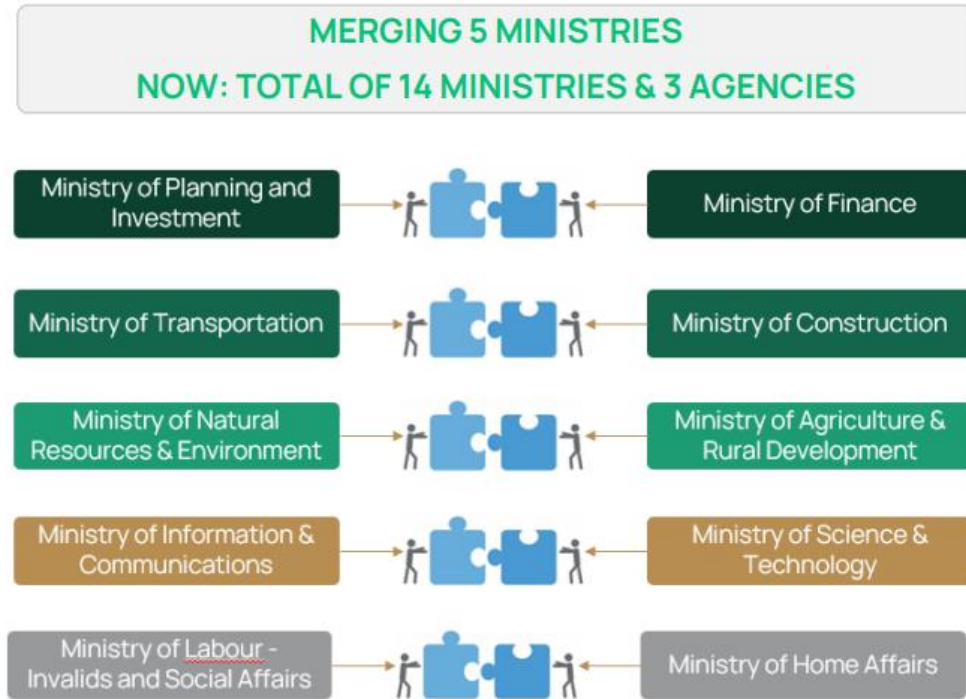 MERGING 5 MINISTRIES
NOW: TOTAL OF 14 MINISTRIES & 3 AGENCIES
Ministry of Planning and
Investment
Ministry of Finance
Ministry of Transportation
Ministry of Construction
Ministry of Natural
Resources & Environment
Ministry of Agriculture &
Rural Development
Ministry of Information &
Communications
Ministry of Science &
Technology
Ministry of Labour -
Invalids and Social Affairs
Ministry of Home Affairs